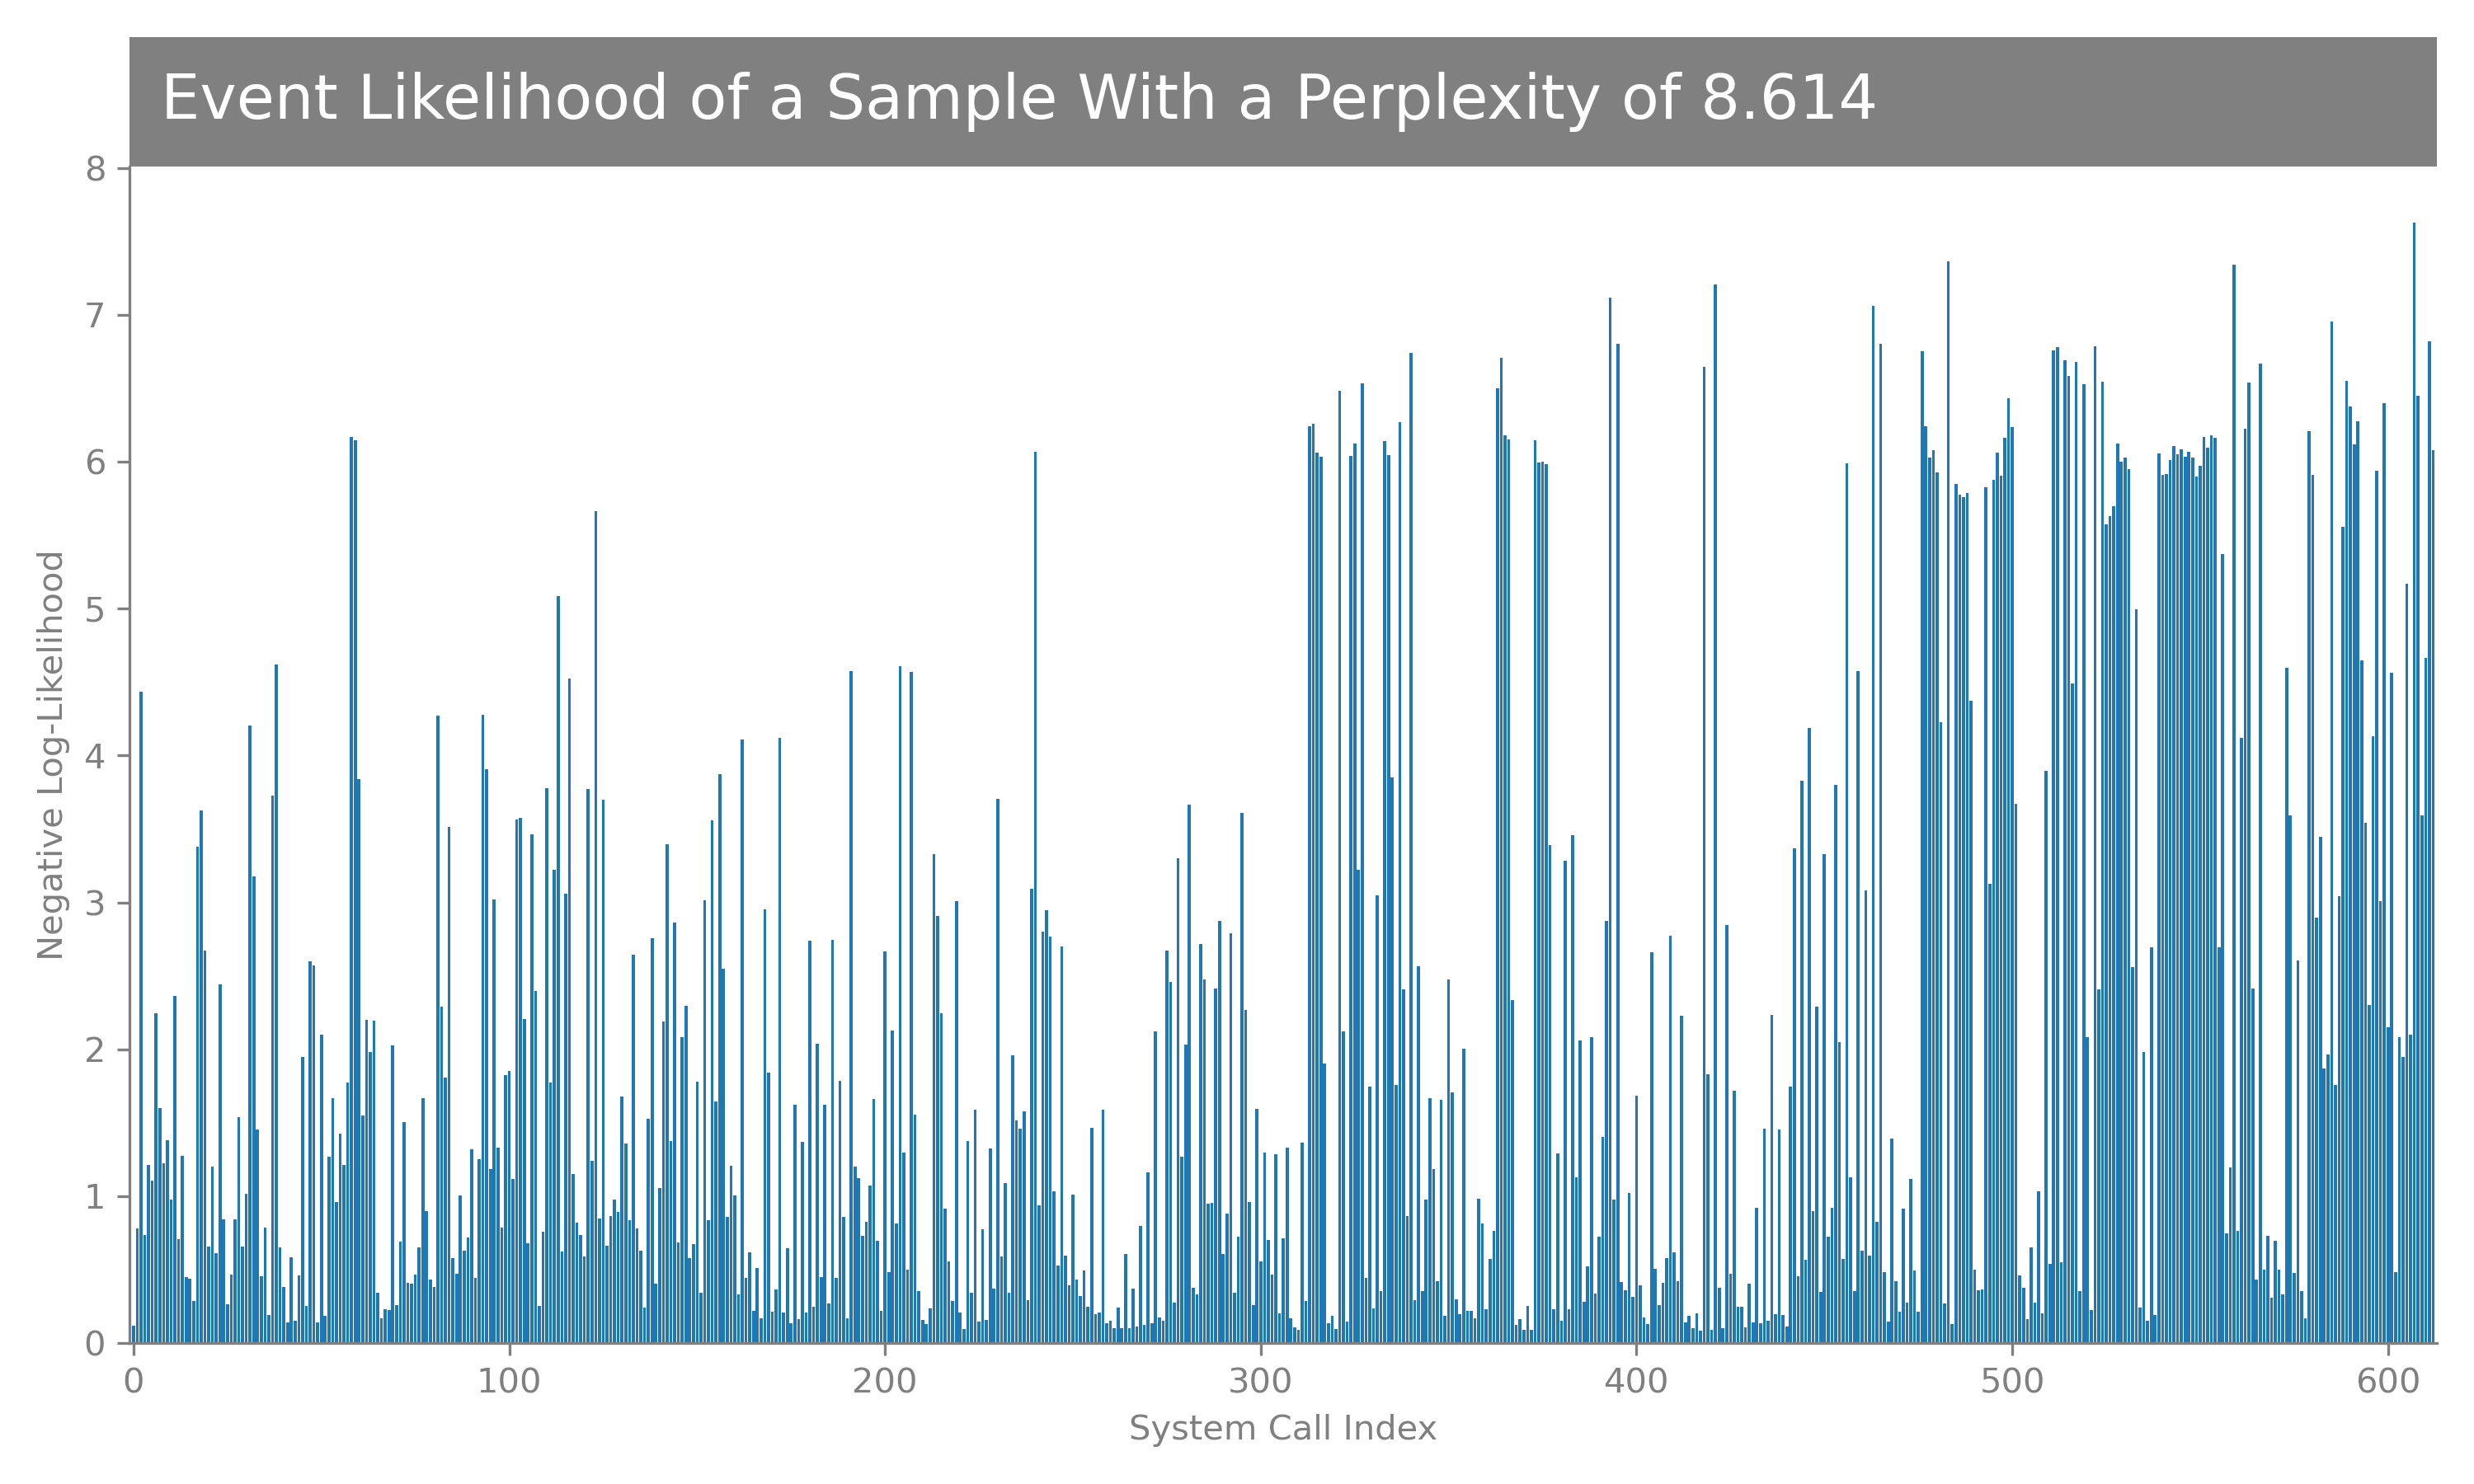 Event Likelihood of a Sample With a Perplexity of 8.614
8
7
6
5
4
3
2
1
0
Negative Log-Likelihood
0 100 200 300 400 500 600
System Call Index